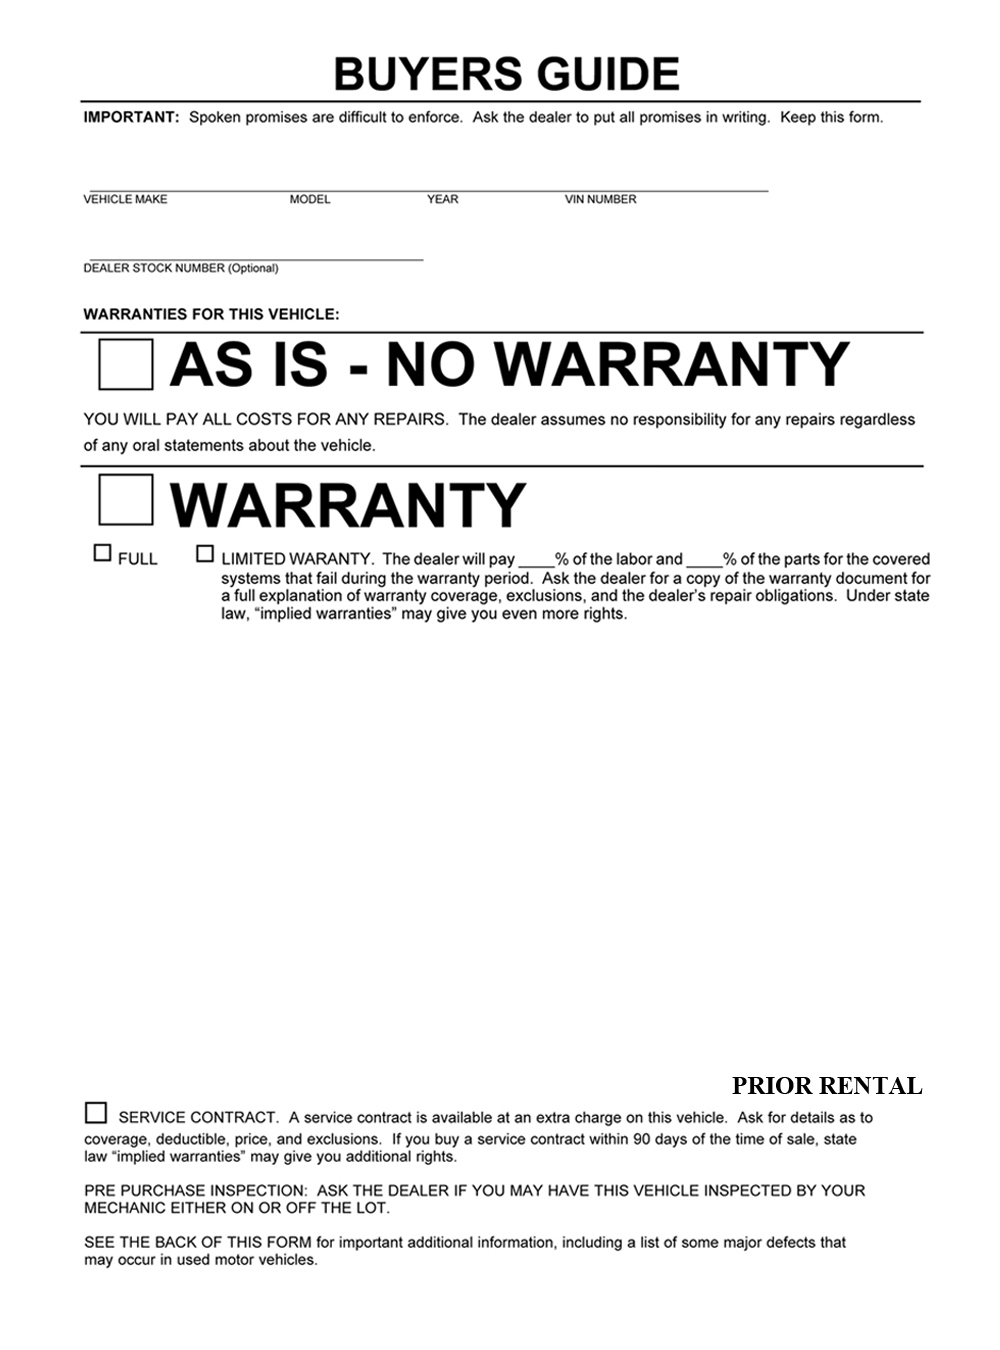 BUYERS GUIDE
IMPORTANT: Spoken promises are difficult to enforce. Ask the dealer to put all promises in writing. Keep this form.
VEHICLE MAKE MODEL YEAR VIN NUMBER
DEALER STOCK NUMBER (Optional)
WARRANTIES FOR THIS VEHICLE:
AS IS - NO WARRANTY
YOU WILL PAY ALL COSTS FOR ANY REPAIRS. The dealer assumes no responsibility for any repairs regardless
of any oral statements about the vehicle.
WARRANTY
FULL LIMITED WARANTY. The dealer will pay ____% of the labor and ____% of the parts for the covered
systems that fail during the warranty period. Ask the dealer for a copy of the warranty document for
a full explanation of warranty coverage, exclusions, and the dealer's repair obligations. Under state
law, “implied warranties” may give you even more rights.
PRIOR RENTAL
SERVICE CONTRACT. A service contract is available at an extra charge on this vehicle. Ask for details as to
coverage, deductible, price, and exclusions. If you buy a service contract within 90 days of the time of sale, state
law “implied warranties” may give you additional rights.
PRE PURCHASE INSPECTION: ASK THE DEALER IF YOU MAY HAVE THIS VEHICLE INSPECTED BY YOUR
MECHANIC EITHER ON OR OFF THE LOT.
SEE THE BACK OF THIS FORM for important additional information, including a list of some major defects that
may occur in used motor vehicles.